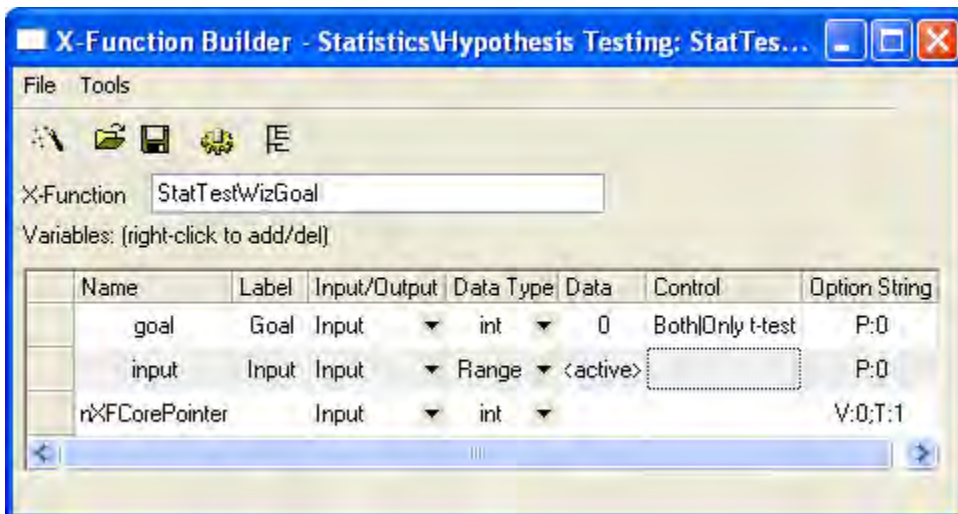 X-Function Builder - Statistics\Hypothesis Testing: StatTes...
File Tools
X-Function StatTestWizGoal
Variables: (right-click to add/del)
Name Label Input/Output Data Type Data Control Option String
goal Goal Input int 0 Both|Only t-test P:0
input Input Input Range <active> P:0
nXFCorePointer Input int V:0;T:1